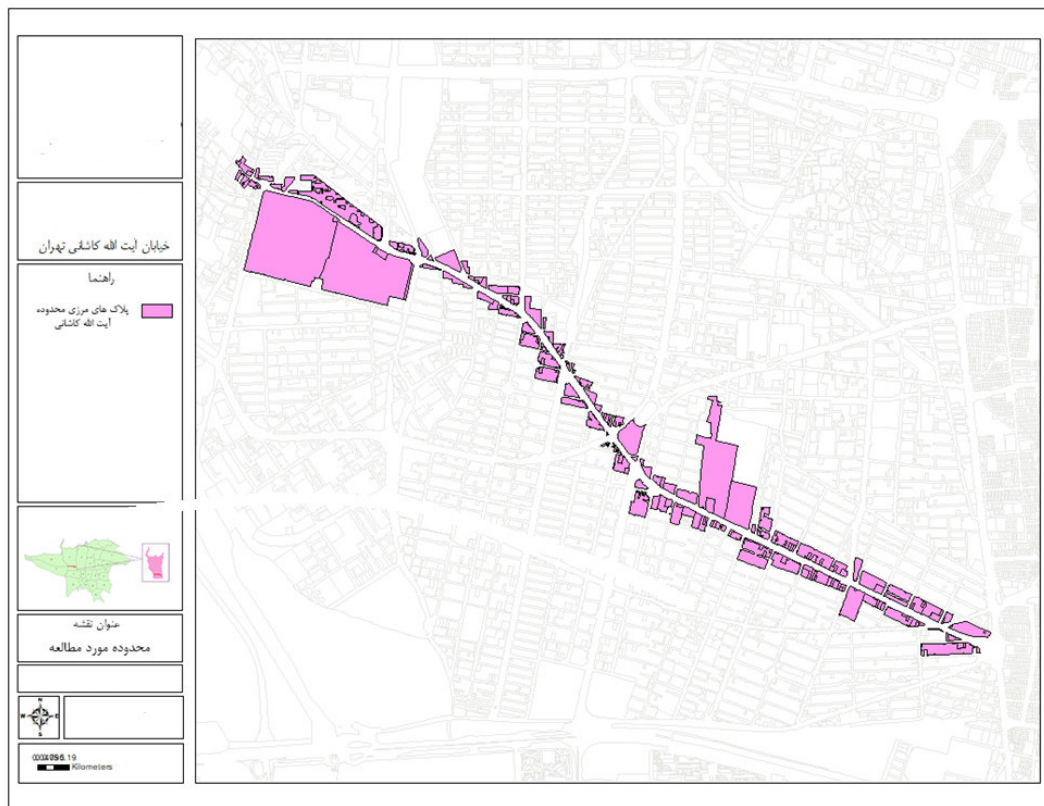 خیابان آیت الله کاشانی تهران
راهنما
پلاک های مرزی محدوده
آیت الله کاشانی
عنوان نقشه
محدوده مورد مطالعه
N
W E
S
Kilometers